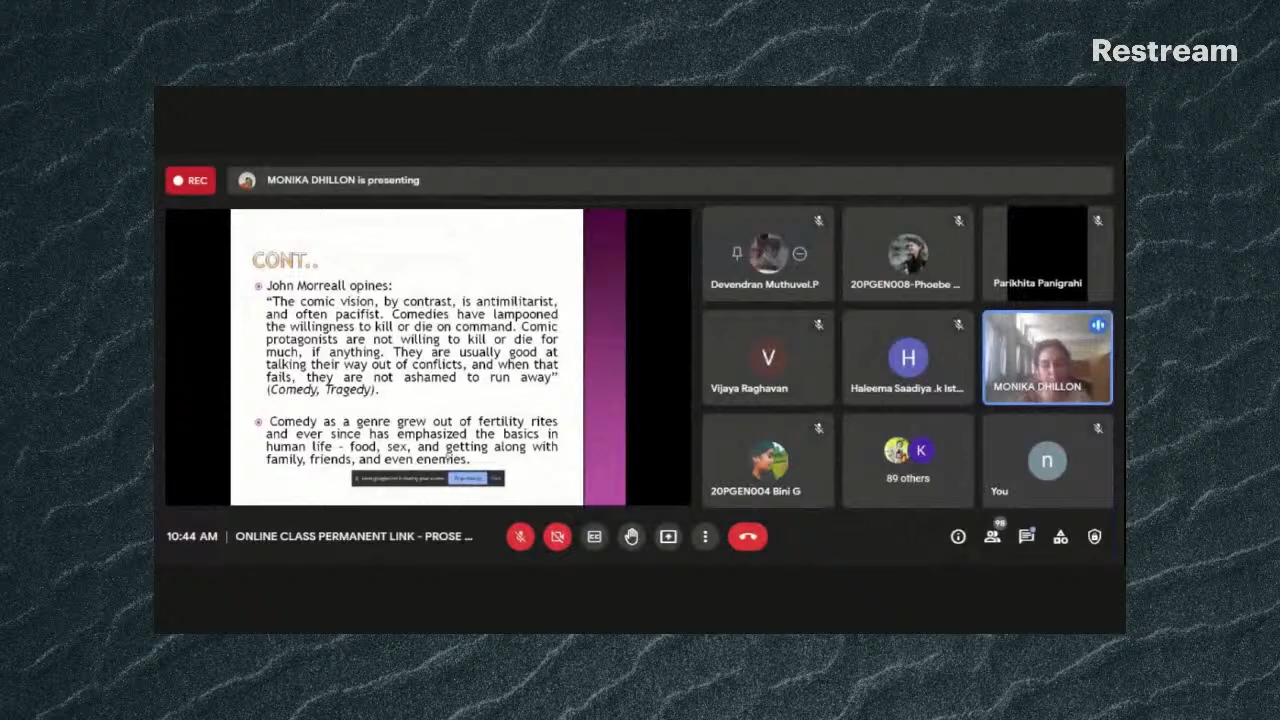 Restream
REC
MONIKA DHILLON is presenting
CONT..
John Morreall opines:
"The comic vision, by contrast, is antimilitarist,
and often pacifist. Comedies have lampooned
the willingness to kill or die on command. Comic
protagonists are not willing to kill or die for
much, if anything. They are usually good at
talking their way out of conflicts, and when that
fails, they are not ashamed to run away"
(Comedy, Tragedy).
Comedy as a genre grew out of fertility rites
and ever since has emphasized the basics in
human life - food, sex, and getting along with
family, friends, and even enemies.
Devendran Muthuvel.P
20PGEN008-Phoebe ...
Parikhita Panigrahi
V
Vijaya Raghavan
H
Haleema Saadiya .k Ist...
MONIKA DHILLON
20PGEN004 Bini G
K
89 others
n
You
10:44 AM | ONLINE CLASS PERMANENT LINK - PROSE ...
98